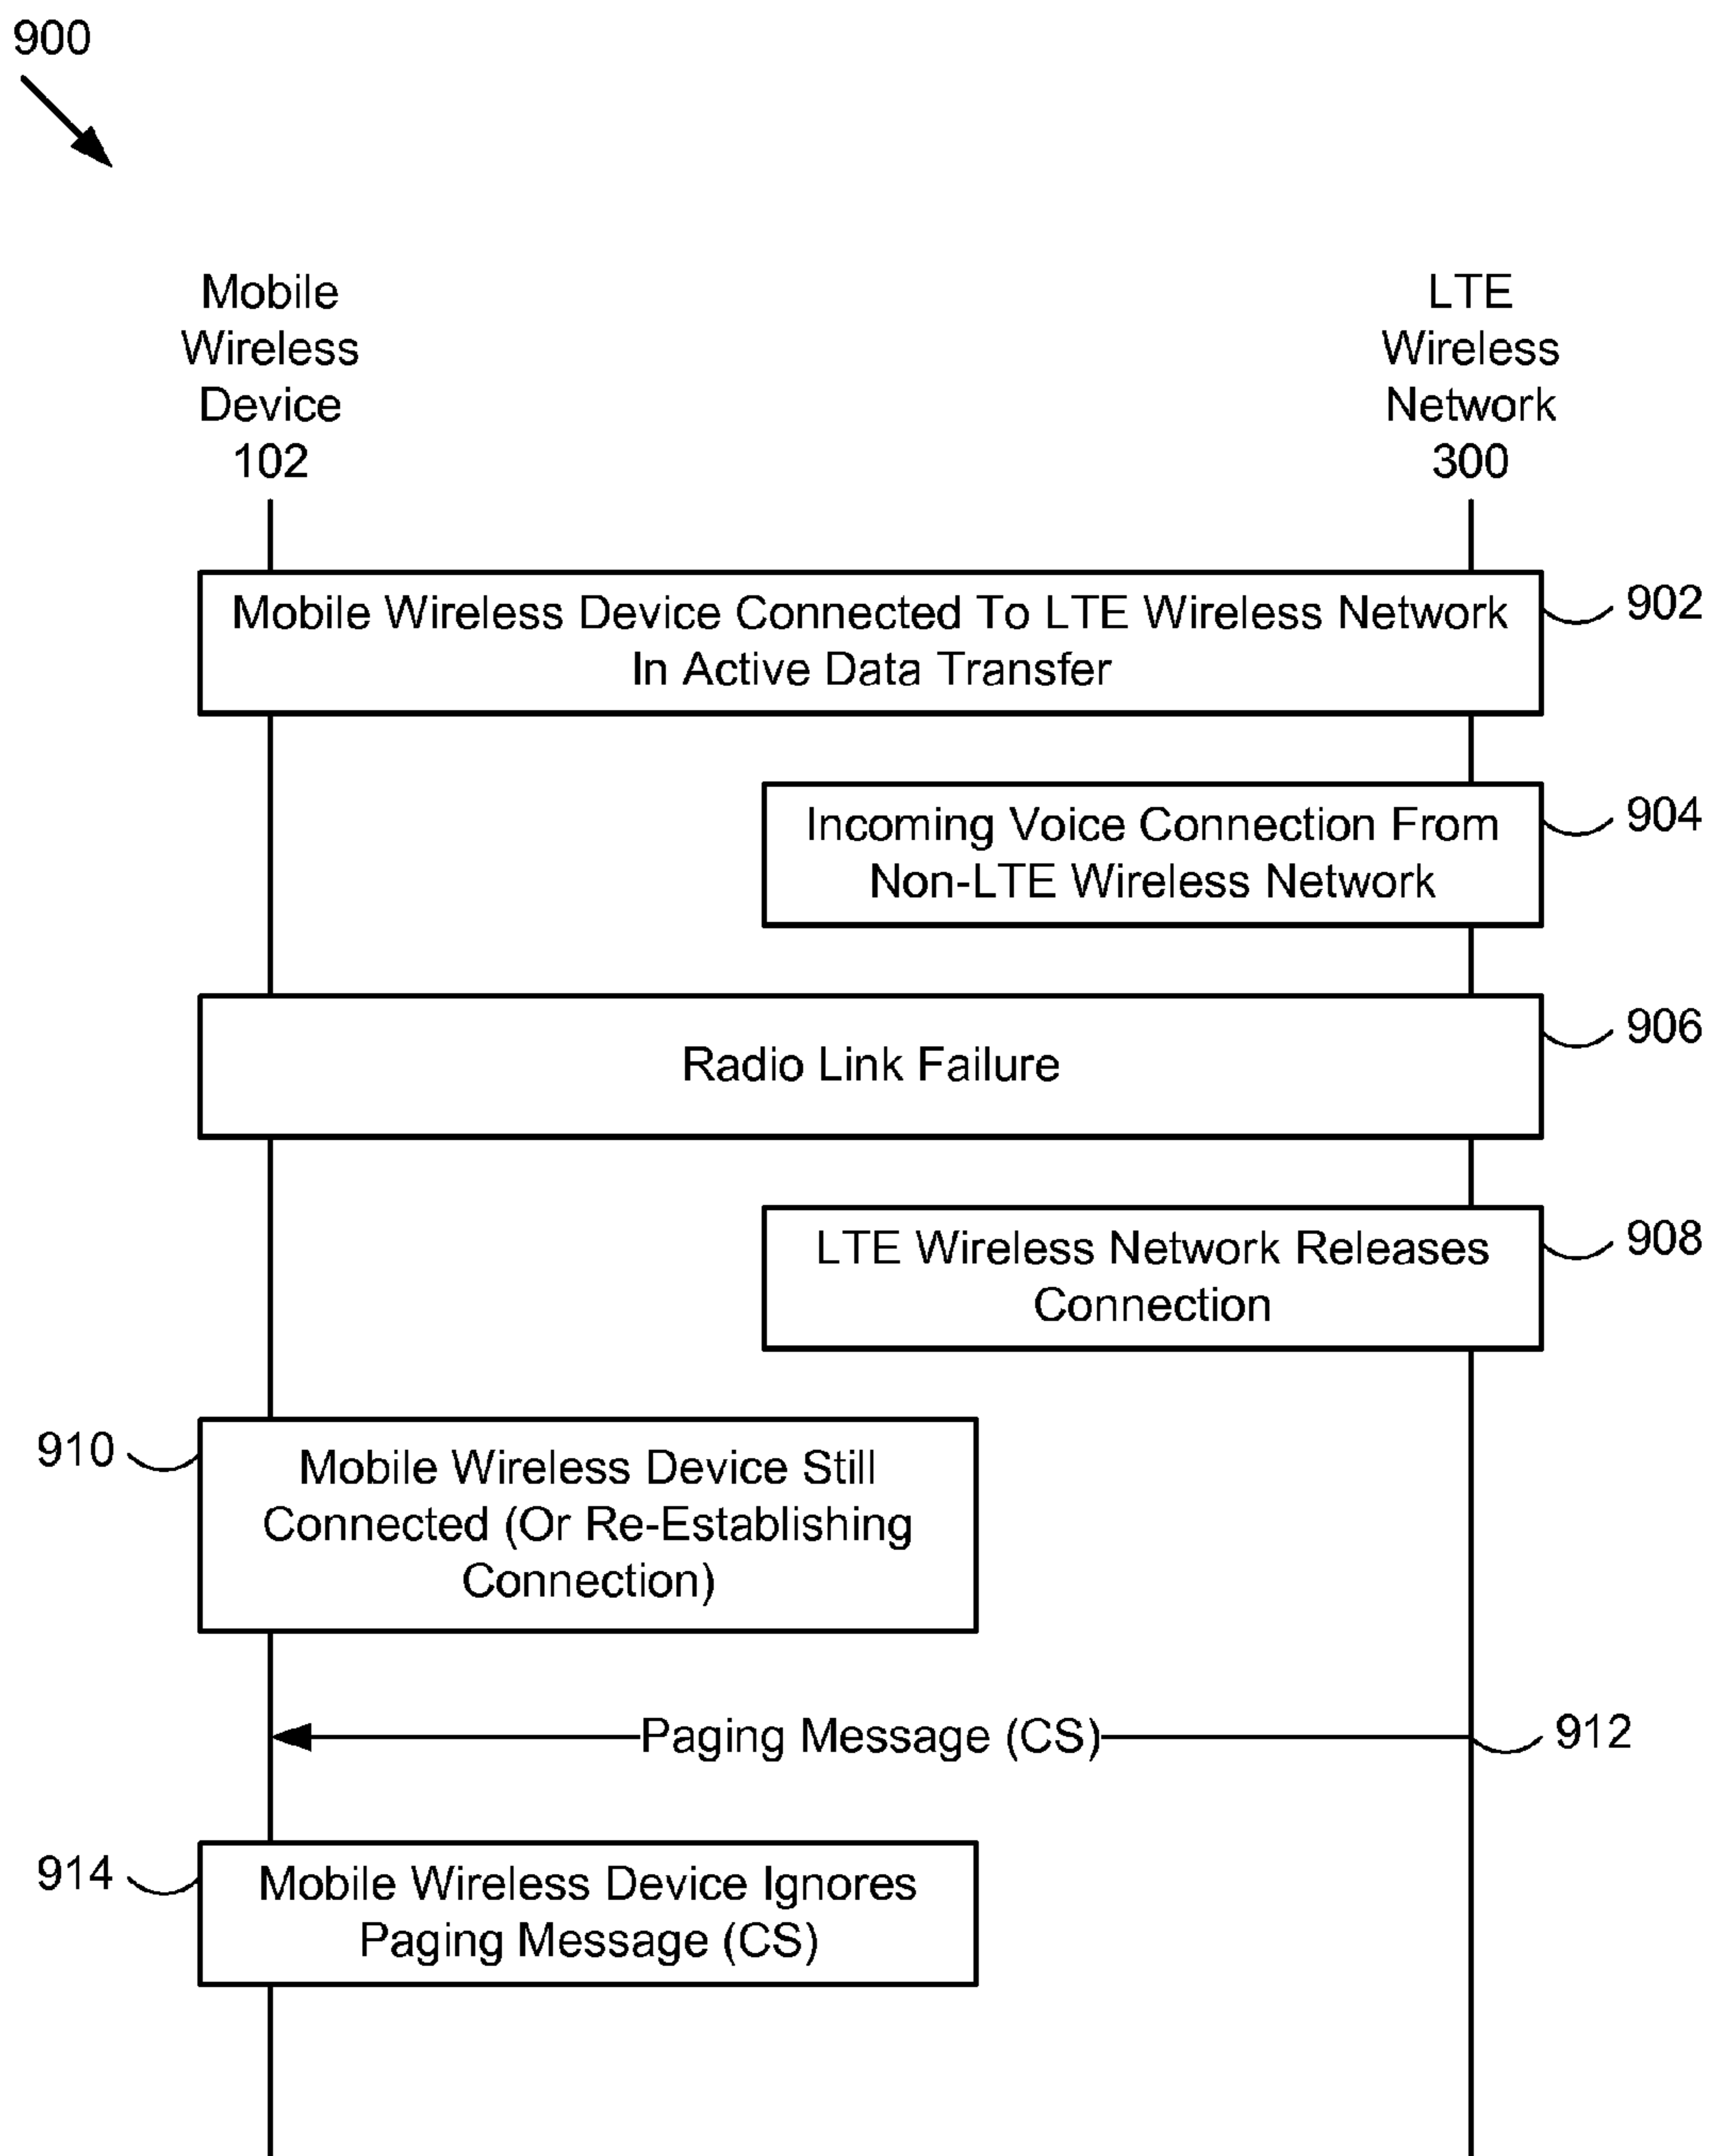 900
Mobile
Wireless
Device
102
LTE
Wireless
Network
300
Mobile Wireless Device Connected To LTE Wireless Network
In Active Data Transfer
902
Incoming Voice Connection From
Non-LTE Wireless Network
904
Radio Link Failure
906
LTE Wireless Network Releases
Connection
908
910
Mobile Wireless Device Still
Connected (Or Re-Establishing
Connection)
Paging Message (CS)
912
914
Mobile Wireless Device Ignores
Paging Message (CS)